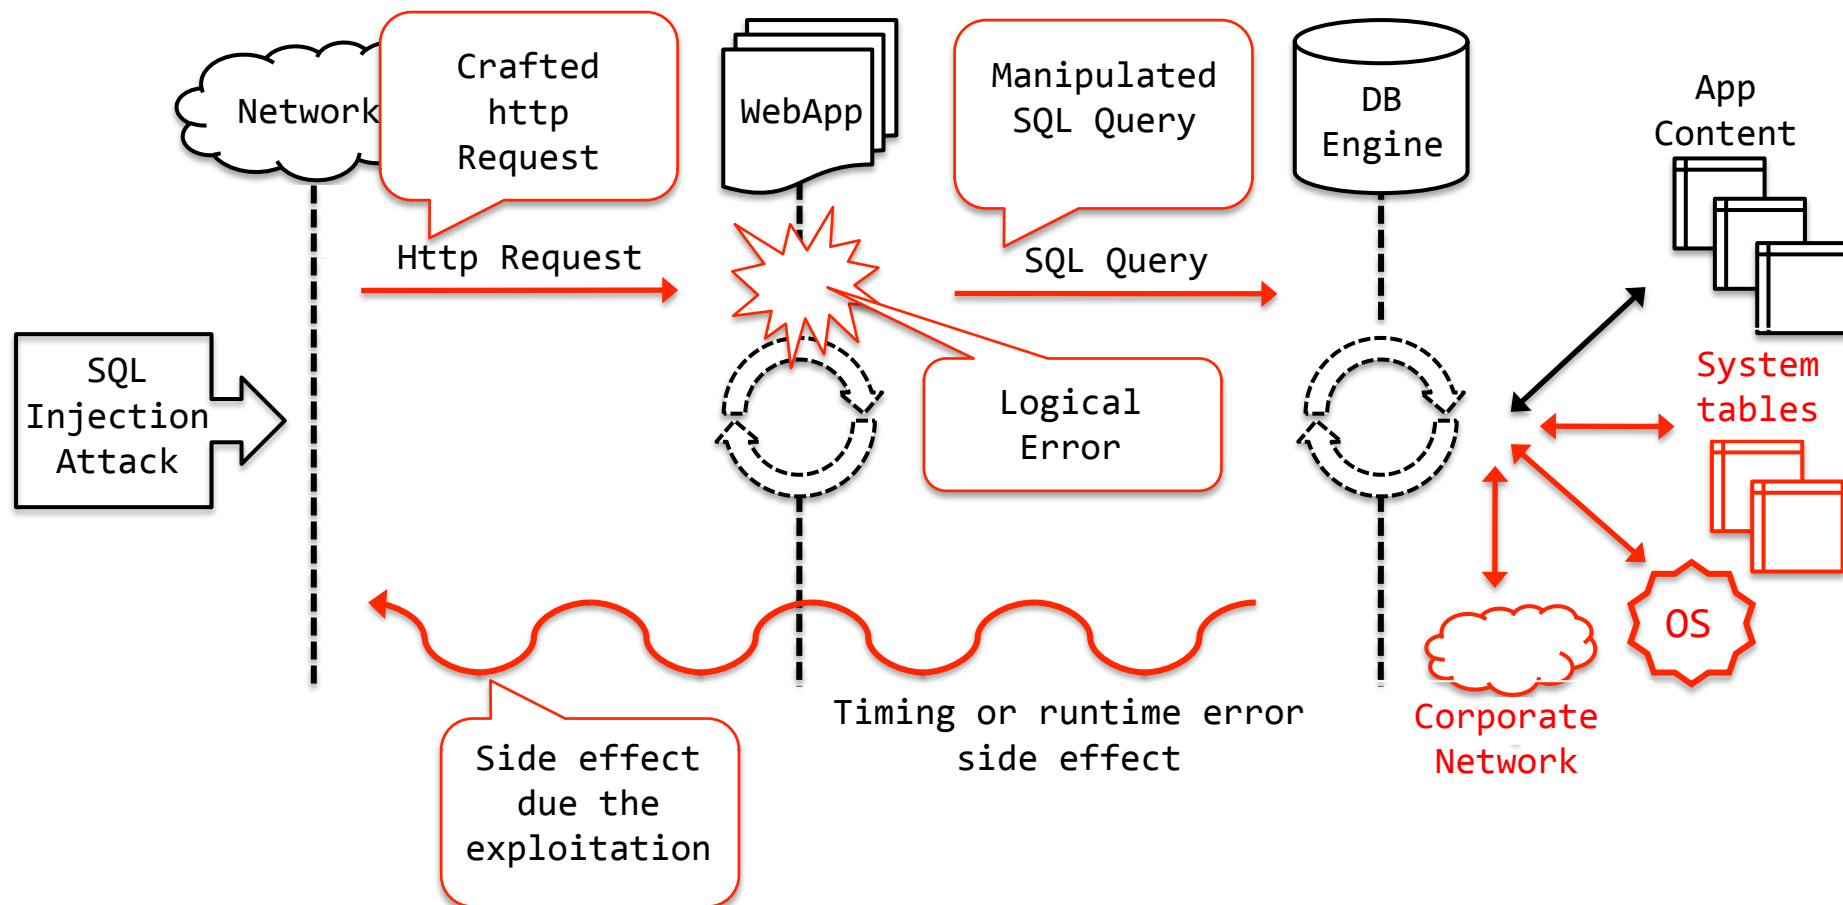 Network
Crafted
http
Request
WebApp
Manipulated
SQL Query
DB
Engine
App
Content
Http Request
SQL Query
SQL
Injection
Attack
Logical
Error
System
tables
OS
Corporate
Network
Timing or runtime error
side effect
Side effect
due the
exploitation